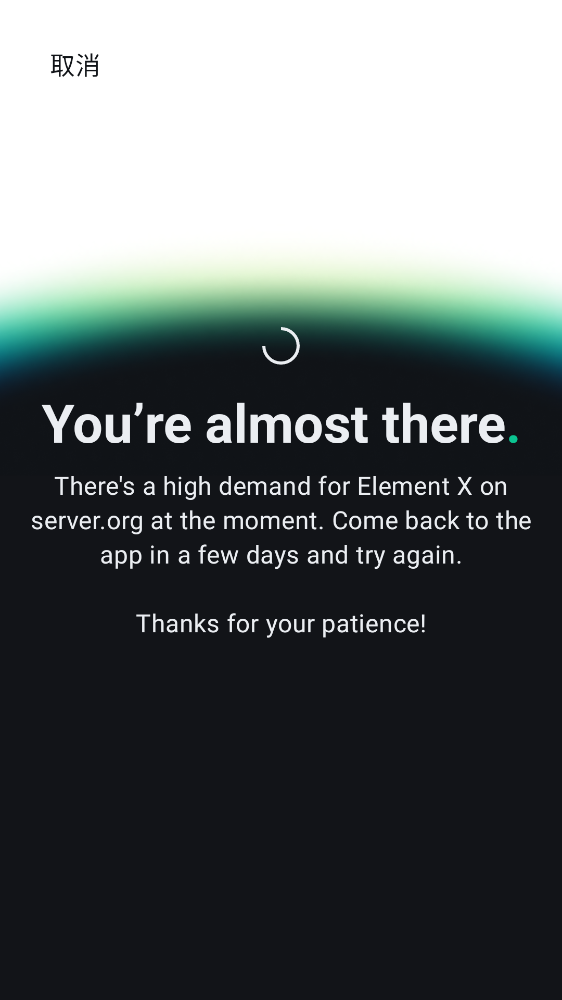 取消
You’re almost there.
There's a high demand for Element X on
server.org at the moment. Come back to the
app in a few days and try again.
Thanks for your patience!